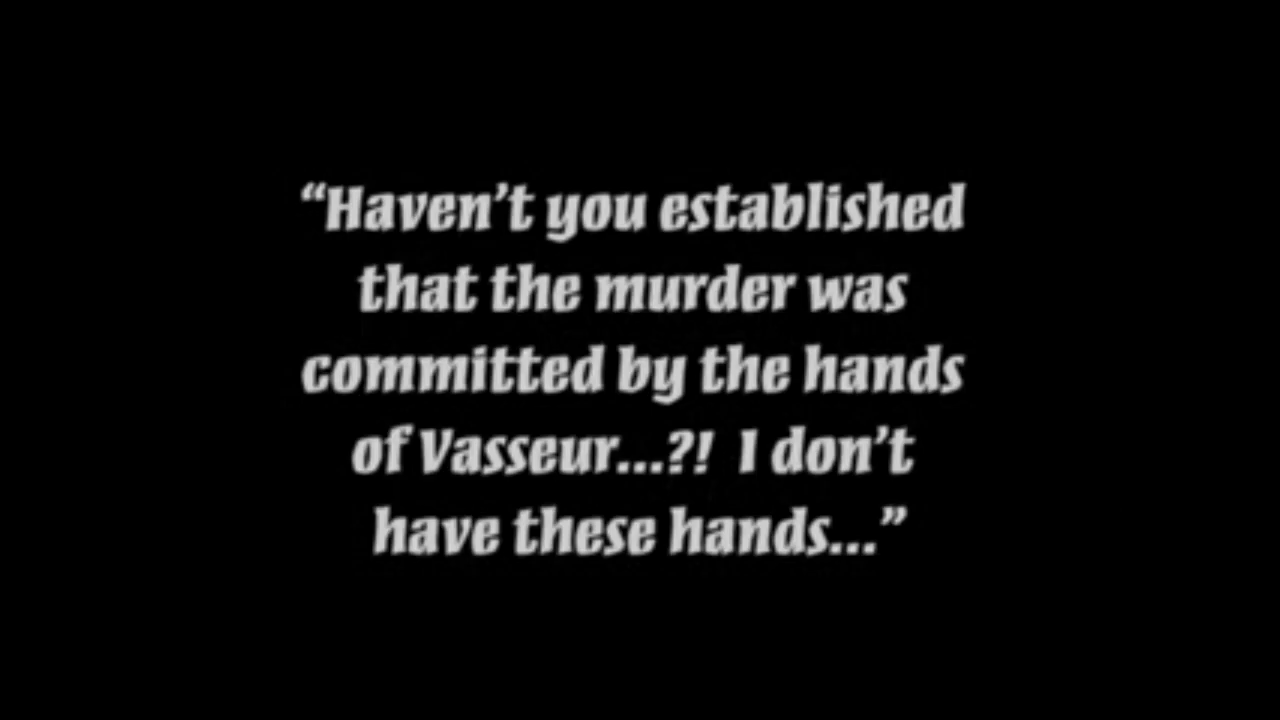 “Haven’t you established
that the murder was
committed by the hands
of Vasseur...?!  I don’t
have these hands...”